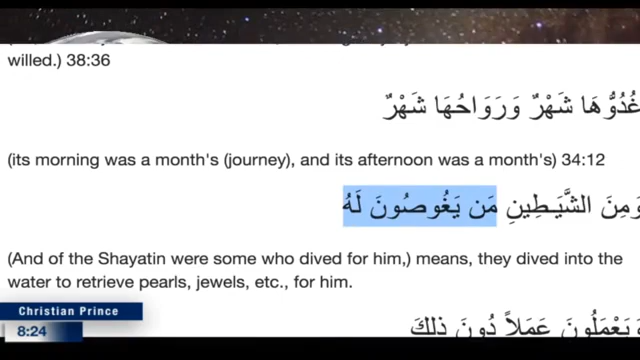 willed.) 38:36
غُدُوُّهَا شَهْرٌ وَرَوَاحُهَا شَهْرٌ
(its morning was a month's (journey), and its afternoon was a month's) 34:12
وَمِنَ الشَّيَـطِينِ مَن يَغُوصُونَ لَهُ
(And of the Shayatin were some who dived for him,) means, they dived into the
water to retrieve pearls, jewels, etc., for him.
وَيَعْمَلُونَ عَمَلاً دُونَ ذلِكَ
Christian Prince
8:24